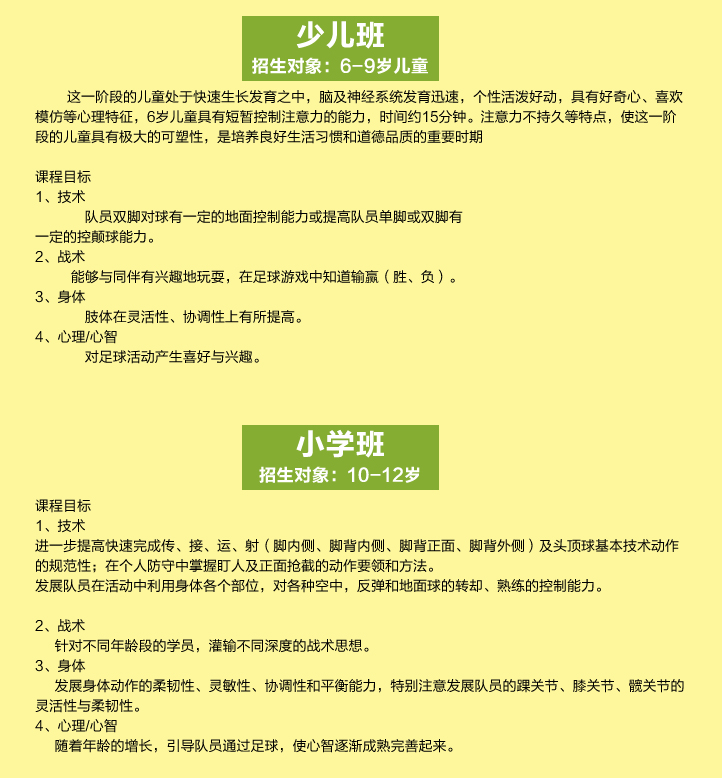 少儿班
招生对象：6-9岁儿童
这一阶段的儿童处于快速生长发育之中，脑及神经系统发育迅速，个性活泼好动，具有好奇心、喜欢
模仿等心理特征，6岁儿童具有短暂控制注意力的能力，时间约15分钟。注意力不持久等特点，使这一阶
段的儿童具有极大的可塑性，是培养良好生活习惯和道德品质的重要时期
课程目标
1、技术
队员双脚对球有一定的地面控制能力或提高队员单脚或双脚有
一定的控颠球能力。
2、战术
能够与同伴有兴趣地玩耍，在足球游戏中知道输赢（胜、负）。
3、身体
肢体在灵活性、协调性上有所提高。
4、心理/心智
对足球活动产生喜好与兴趣。
小学班
招生对象：10-12岁
课程目标
1、技术
进一步提高快速完成传、接、运、射（脚内侧、脚背内侧、脚背正面、脚背外侧）及头顶球基本技术动作
的规范性；在个人防守中掌握盯人及正面抢截的动作要领和方法。
发展队员在活动中利用身体各个部位，对各种空中，反弹和地面球的转却、熟练的控制能力。
2、战术
针对不同年龄段的学员，灌输不同深度的战术思想。
3、身体
发展身体动作的柔韧性、灵敏性、协调性和平衡能力，特别注意发展队员的踝关节、膝关节、髋关节的
灵活性与柔韧性。
4、心理/心智
随着年龄的增长，引导队员通过足球，使心智逐渐成熟完善起来。